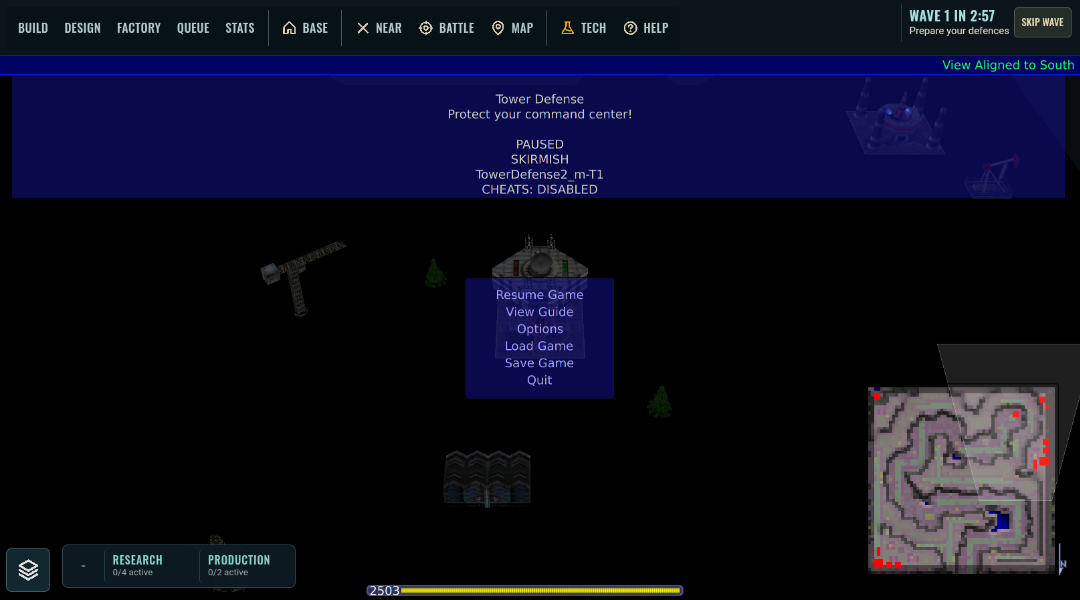 BUILD DESIGN FACTORY QUEUE STATS BASE NEAR BATTLE MAP TECH HELP
WAVE 1 IN 2:57
Prepare your defences
SKIP WAVE
View Aligned to South
Tower Defense
Protect your command center!
PAUSED
SKIRMISH
TowerDefense2_m-T1
CHEATS: DISABLED
Resume Game
View Guide
Options
Load Game
Save Game
Quit
-
RESEARCH
0/4 active
PRODUCTION
0/2 active
2503
N